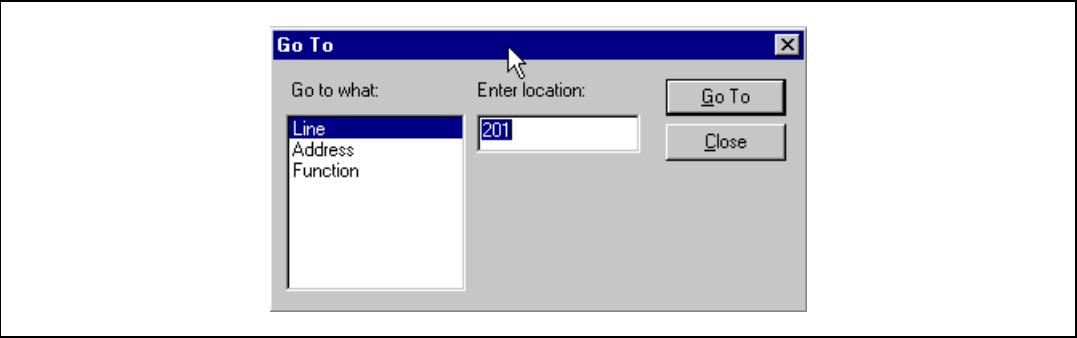 Go To
Go to what:
Enter location:
Go To
Line
201
Address
Close
Function